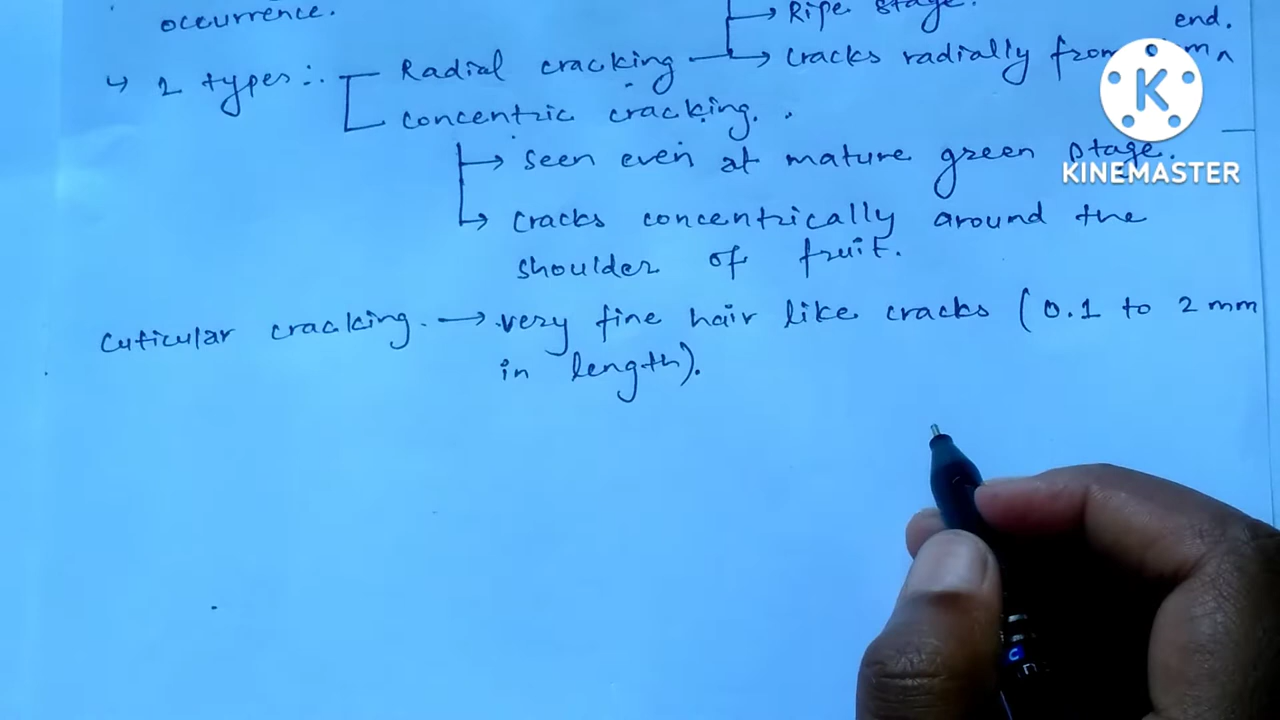 occurrence.
→ Ripe stage.
end.
↳ 2 types :- Radial cracking → cracks radially from
concentric cracking.
→ seen even at mature green stage.
↳ cracks concentrically around the
shoulder of fruit.
Cuticular cracking. → very fine hair like cracks (0.1 to 2 mm
in length).
K
KINEMASTER